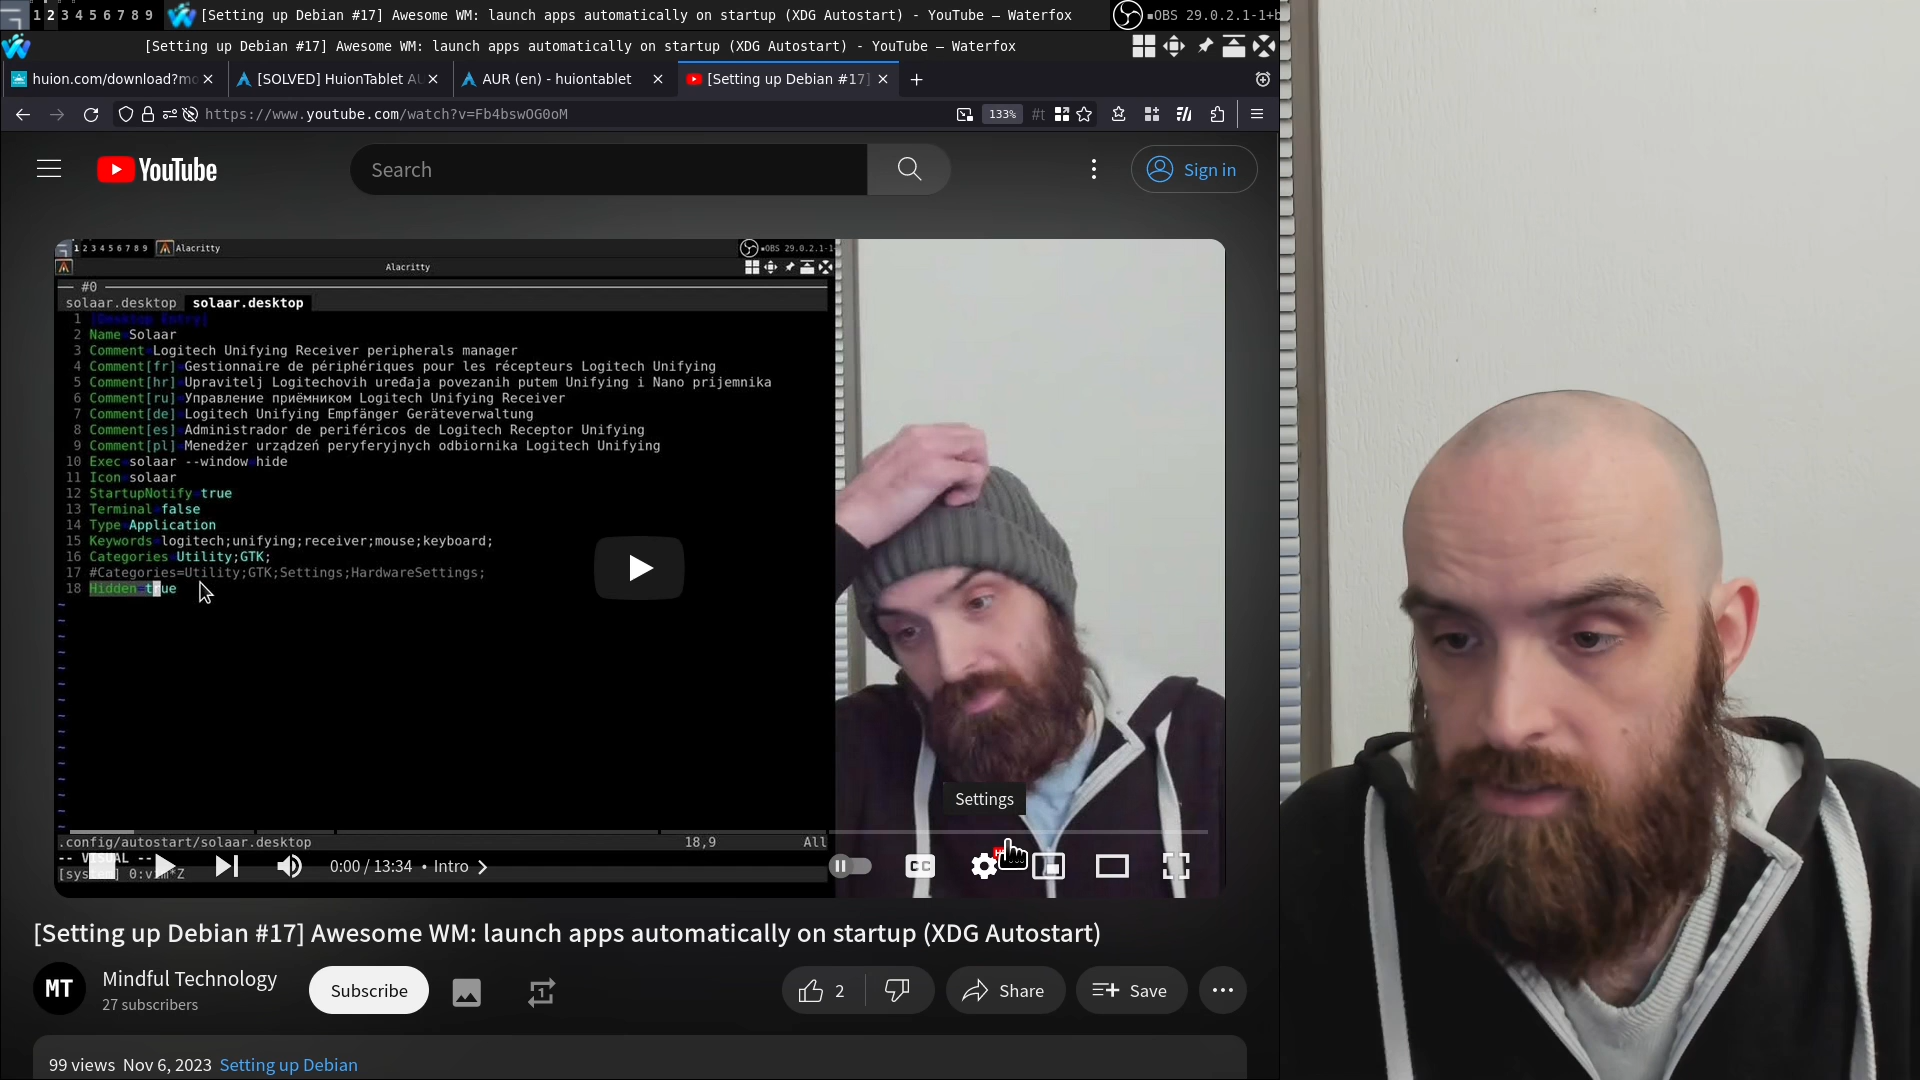 1 2 3 4 5 6 7 8 9 [Setting up Debian #17] Awesome WM: launch apps automatically on startup (XDG Autostart) - YouTube — Waterfox ▪OBS 29.0.2.1-1+b
[Setting up Debian #17] Awesome WM: launch apps automatically on startup (XDG Autostart) - YouTube — Waterfox
huion.com/download?mo [SOLVED] HuionTablet AU AUR (en) - huiontablet [Setting up Debian #17]
https://www.youtube.com/watch?v=Fb4bswOG0oM 133% #t
YouTube Search Sign in
1 2 3 4 5 6 7 8 9 Alacritty ▪OBS 29.0.2.1-1
Alacritty
#0
solaar.desktop solaar.desktop
1 [Desktop Entry]
2 Name=Solaar
3 Comment=Logitech Unifying Receiver peripherals manager
4 Comment[fr]=Gestionnaire de périphériques pour les récepteurs Logitech Unifying
5 Comment[hr]=Upravitelj Logitechovih uređaja povezanih putem Unifying i Nano prijemnika
6 Comment[ru]=Управление приёмником Logitech Unifying Receiver
7 Comment[de]=Logitech Unifying Empfänger Geräteverwaltung
8 Comment[es]=Administrador de periféricos de Logitech Receptor Unifying
9 Comment[pl]=Menedżer urządzeń peryferyjnych odbiornika Logitech Unifying
10 Exec=solaar --window=hide
11 Icon=solaar
12 StartupNotify=true
13 Terminal=false
14 Type=Application
15 Keywords=logitech;unifying;receiver;mouse;keyboard;
16 Categories=Utility;GTK;
17 #Categories=Utility;GTK;Settings;HardwareSettings;
18 Hidden=true
Settings
.config/autostart/solaar.desktop 18,9 All
-- VISUAL --
[system] 0:vim*Z
0:00 / 13:34 • Intro CC
[Setting up Debian #17] Awesome WM: launch apps automatically on startup (XDG Autostart)
MT Mindful Technology
27 subscribers
Subscribe 2 Share Save
99 views Nov 6, 2023 Setting up Debian